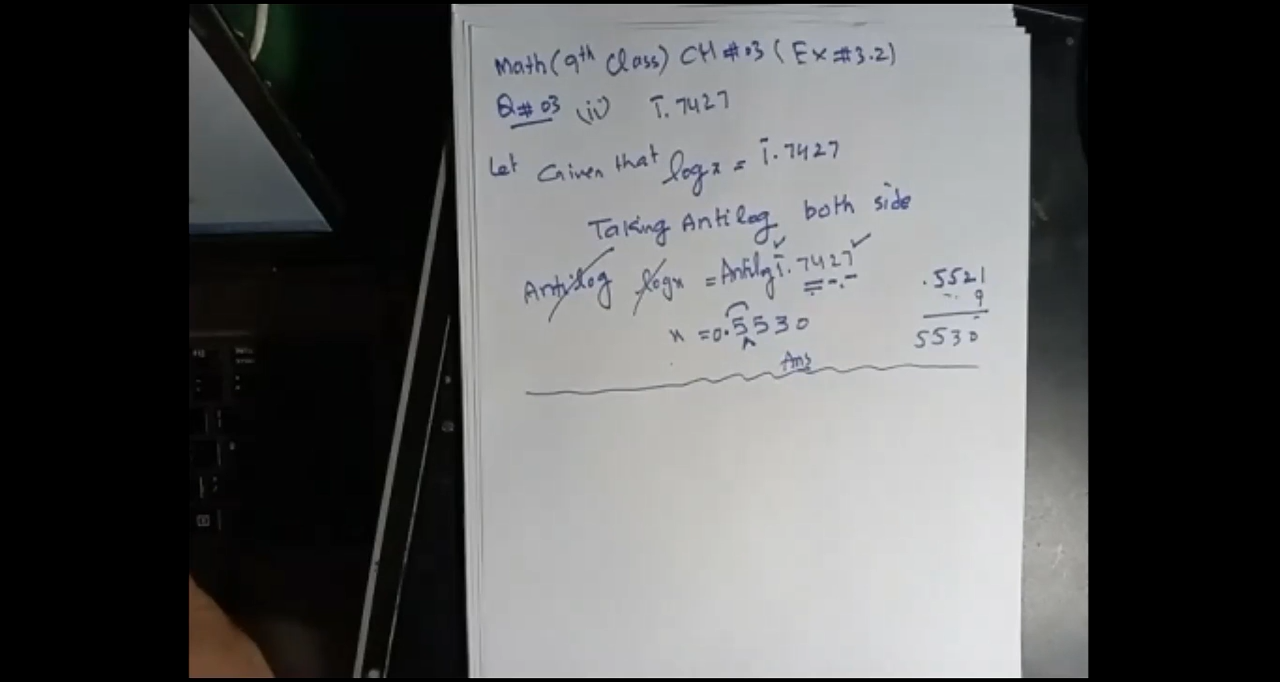 Math (9th Class) CH # 03 ( Ex # 3.2)
Q # 03 (ii) 1̄.7427
Let Given that log x = 1̄.7427
Taking Antilog both side
Antilog log x = Antilog 1̄.7427
x = 0.5530
Ans
.5521
9
5530